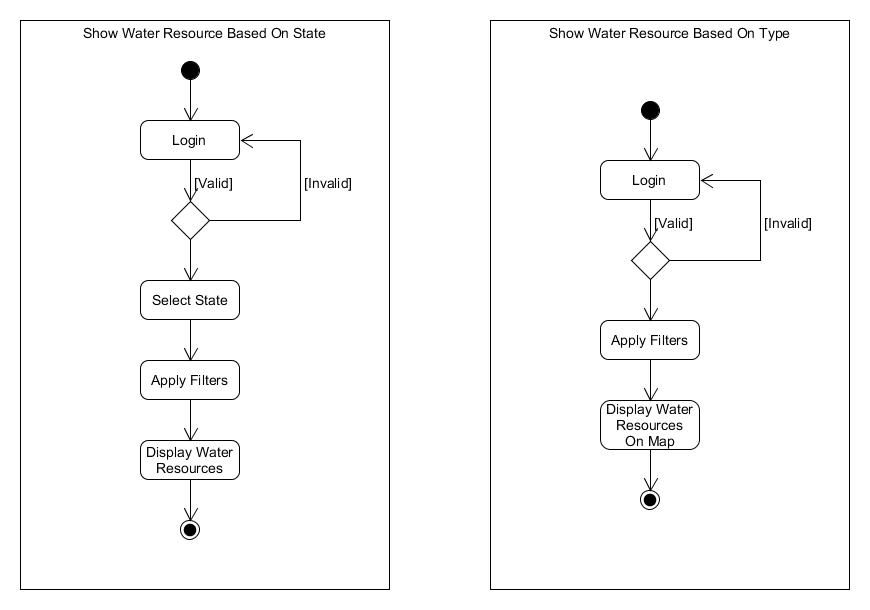 Show Water Resource Based On State
Login
[Valid]
[Invalid]
Select State
Apply Filters
Display Water
Resources
Show Water Resource Based On Type
Login
[Valid]
[Invalid]
Apply Filters
Display Water
Resources
On Map